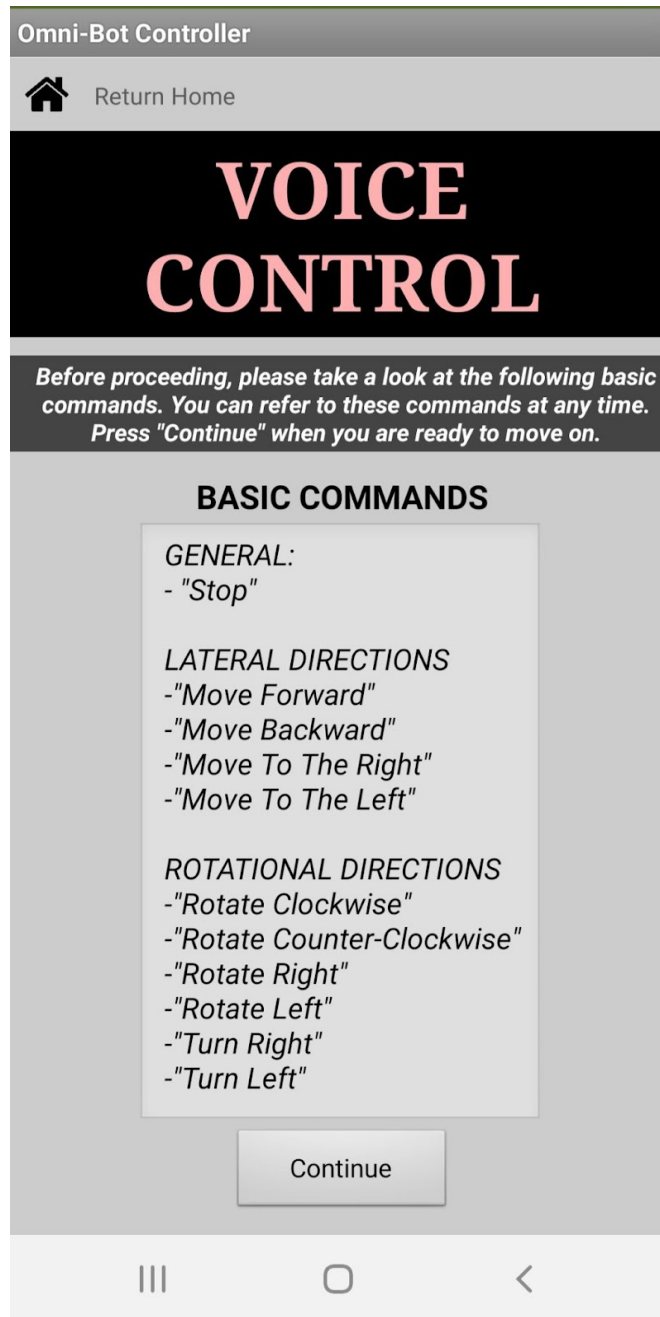 Omni-Bot Controller
Return Home
VOICE
CONTROL
Before proceeding, please take a look at the following basic
commands. You can refer to these commands at any time.
Press "Continue" when you are ready to move on.
BASIC COMMANDS
GENERAL:
- "Stop"
LATERAL DIRECTIONS
-"Move Forward"
-"Move Backward"
-"Move To The Right"
-"Move To The Left"
ROTATIONAL DIRECTIONS
-"Rotate Clockwise"
-"Rotate Counter-Clockwise"
-"Rotate Right"
-"Rotate Left"
-"Turn Right"
-"Turn Left"
Continue